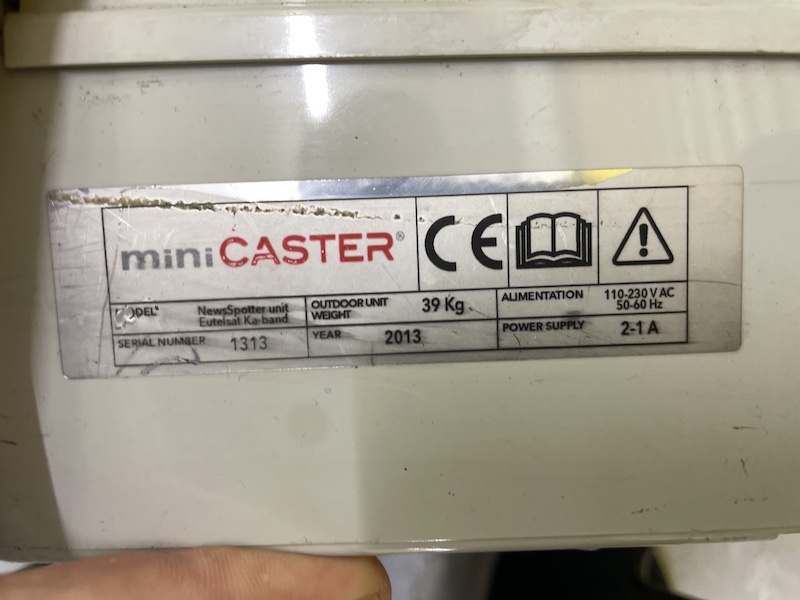 miniCASTER®
CE
MODEL NewsSpotter unit
Eutelsat Ka-band
OUTDOOR UNIT
WEIGHT 39 Kg
ALIMENTATION 110-230 V AC
50-60 Hz
SERIAL NUMBER 1313
YEAR 2013
POWER SUPPLY 2-1 A